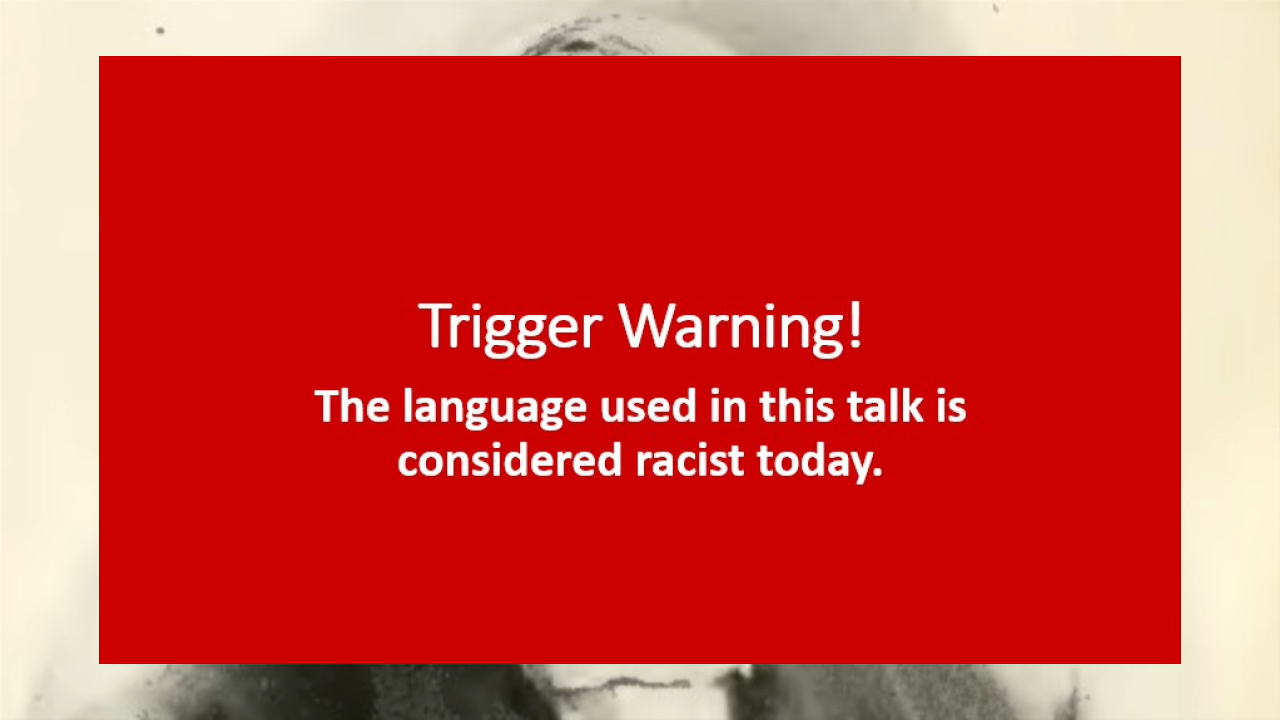 Trigger Warning!
The language used in this talk is
considered racist today.